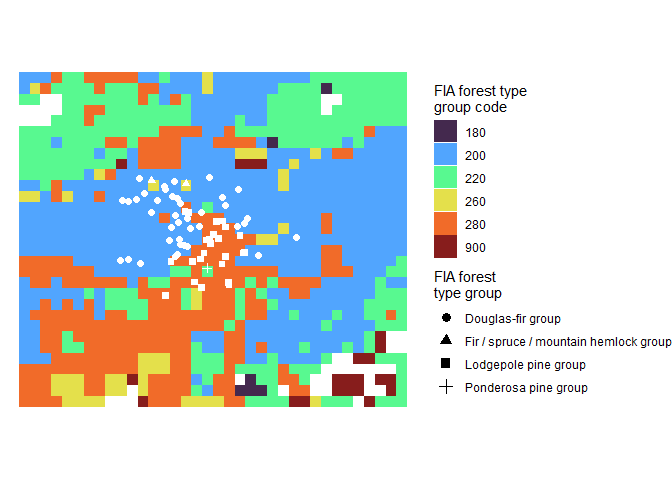 FIA forest type
group code
180
200
220
260
280
900
FIA forest
type group
Douglas-fir group
Fir / spruce / mountain hemlock group
Lodgepole pine group
Ponderosa pine group